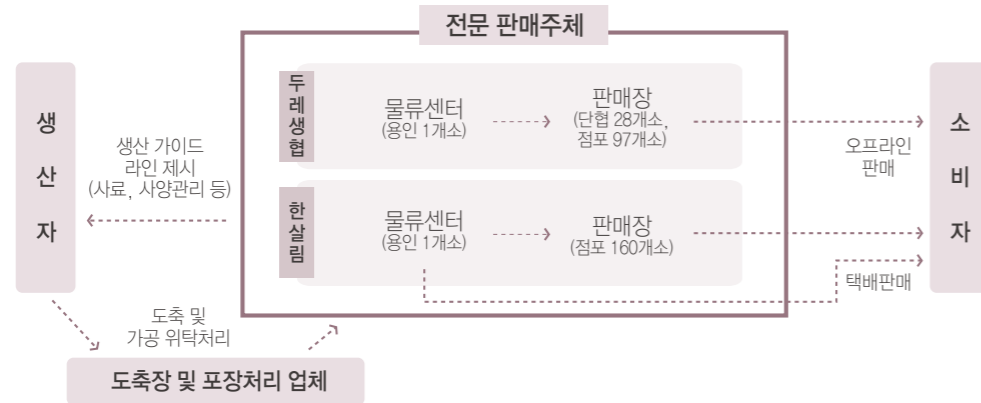 전문 판매주체
생산자
생산 가이드
라인 제시
(사료, 사양관리 등)
두레생협
물류센터
(용인 1개소)
판매장
(단협 28개소,
점포 97개소)
한살림
물류센터
(용인 1개소)
판매장
(점포 160개소)
오프라인
판매
택배판매
소비자
도축 및
가공 위탁처리
도축장 및 포장처리 업체